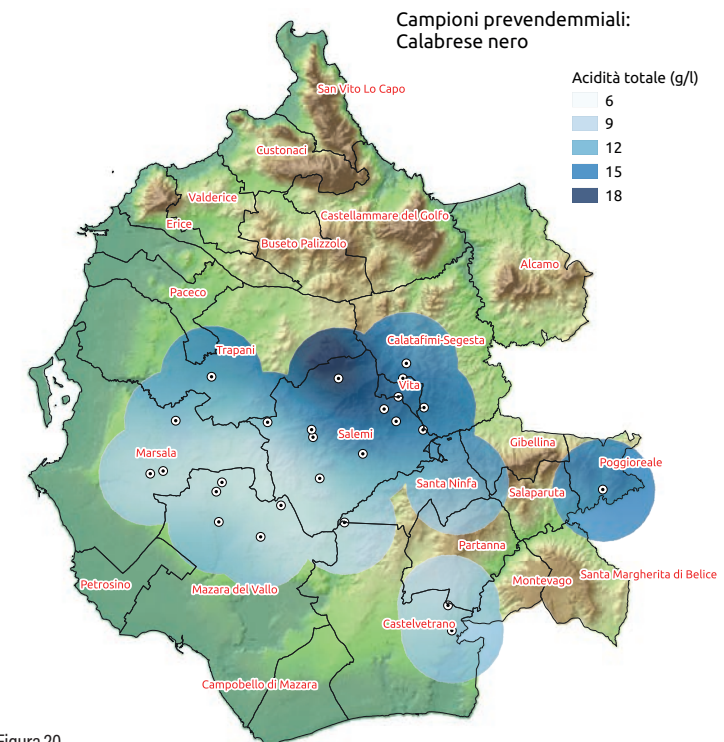 Campioni prevendemmiali:
Calabrese nero
Acidità totale (g/l)
6
9
12
15
18
San Vito Lo Capo
Custonaci
Valderice
Erice
Castellammare del Golfo
Buseto Palizzolo
Alcamo
Paceco
Trapani
Calatafimi-Segesta
Vita
Salemi
Marsala
Gibellina
Poggioreale
Santa Ninfa
Salaparuta
Partanna
Petrosino
Mazara del Vallo
Montevago
Santa Margherita di Belice
Castelvetrano
Campobello di Mazara
Figura 20